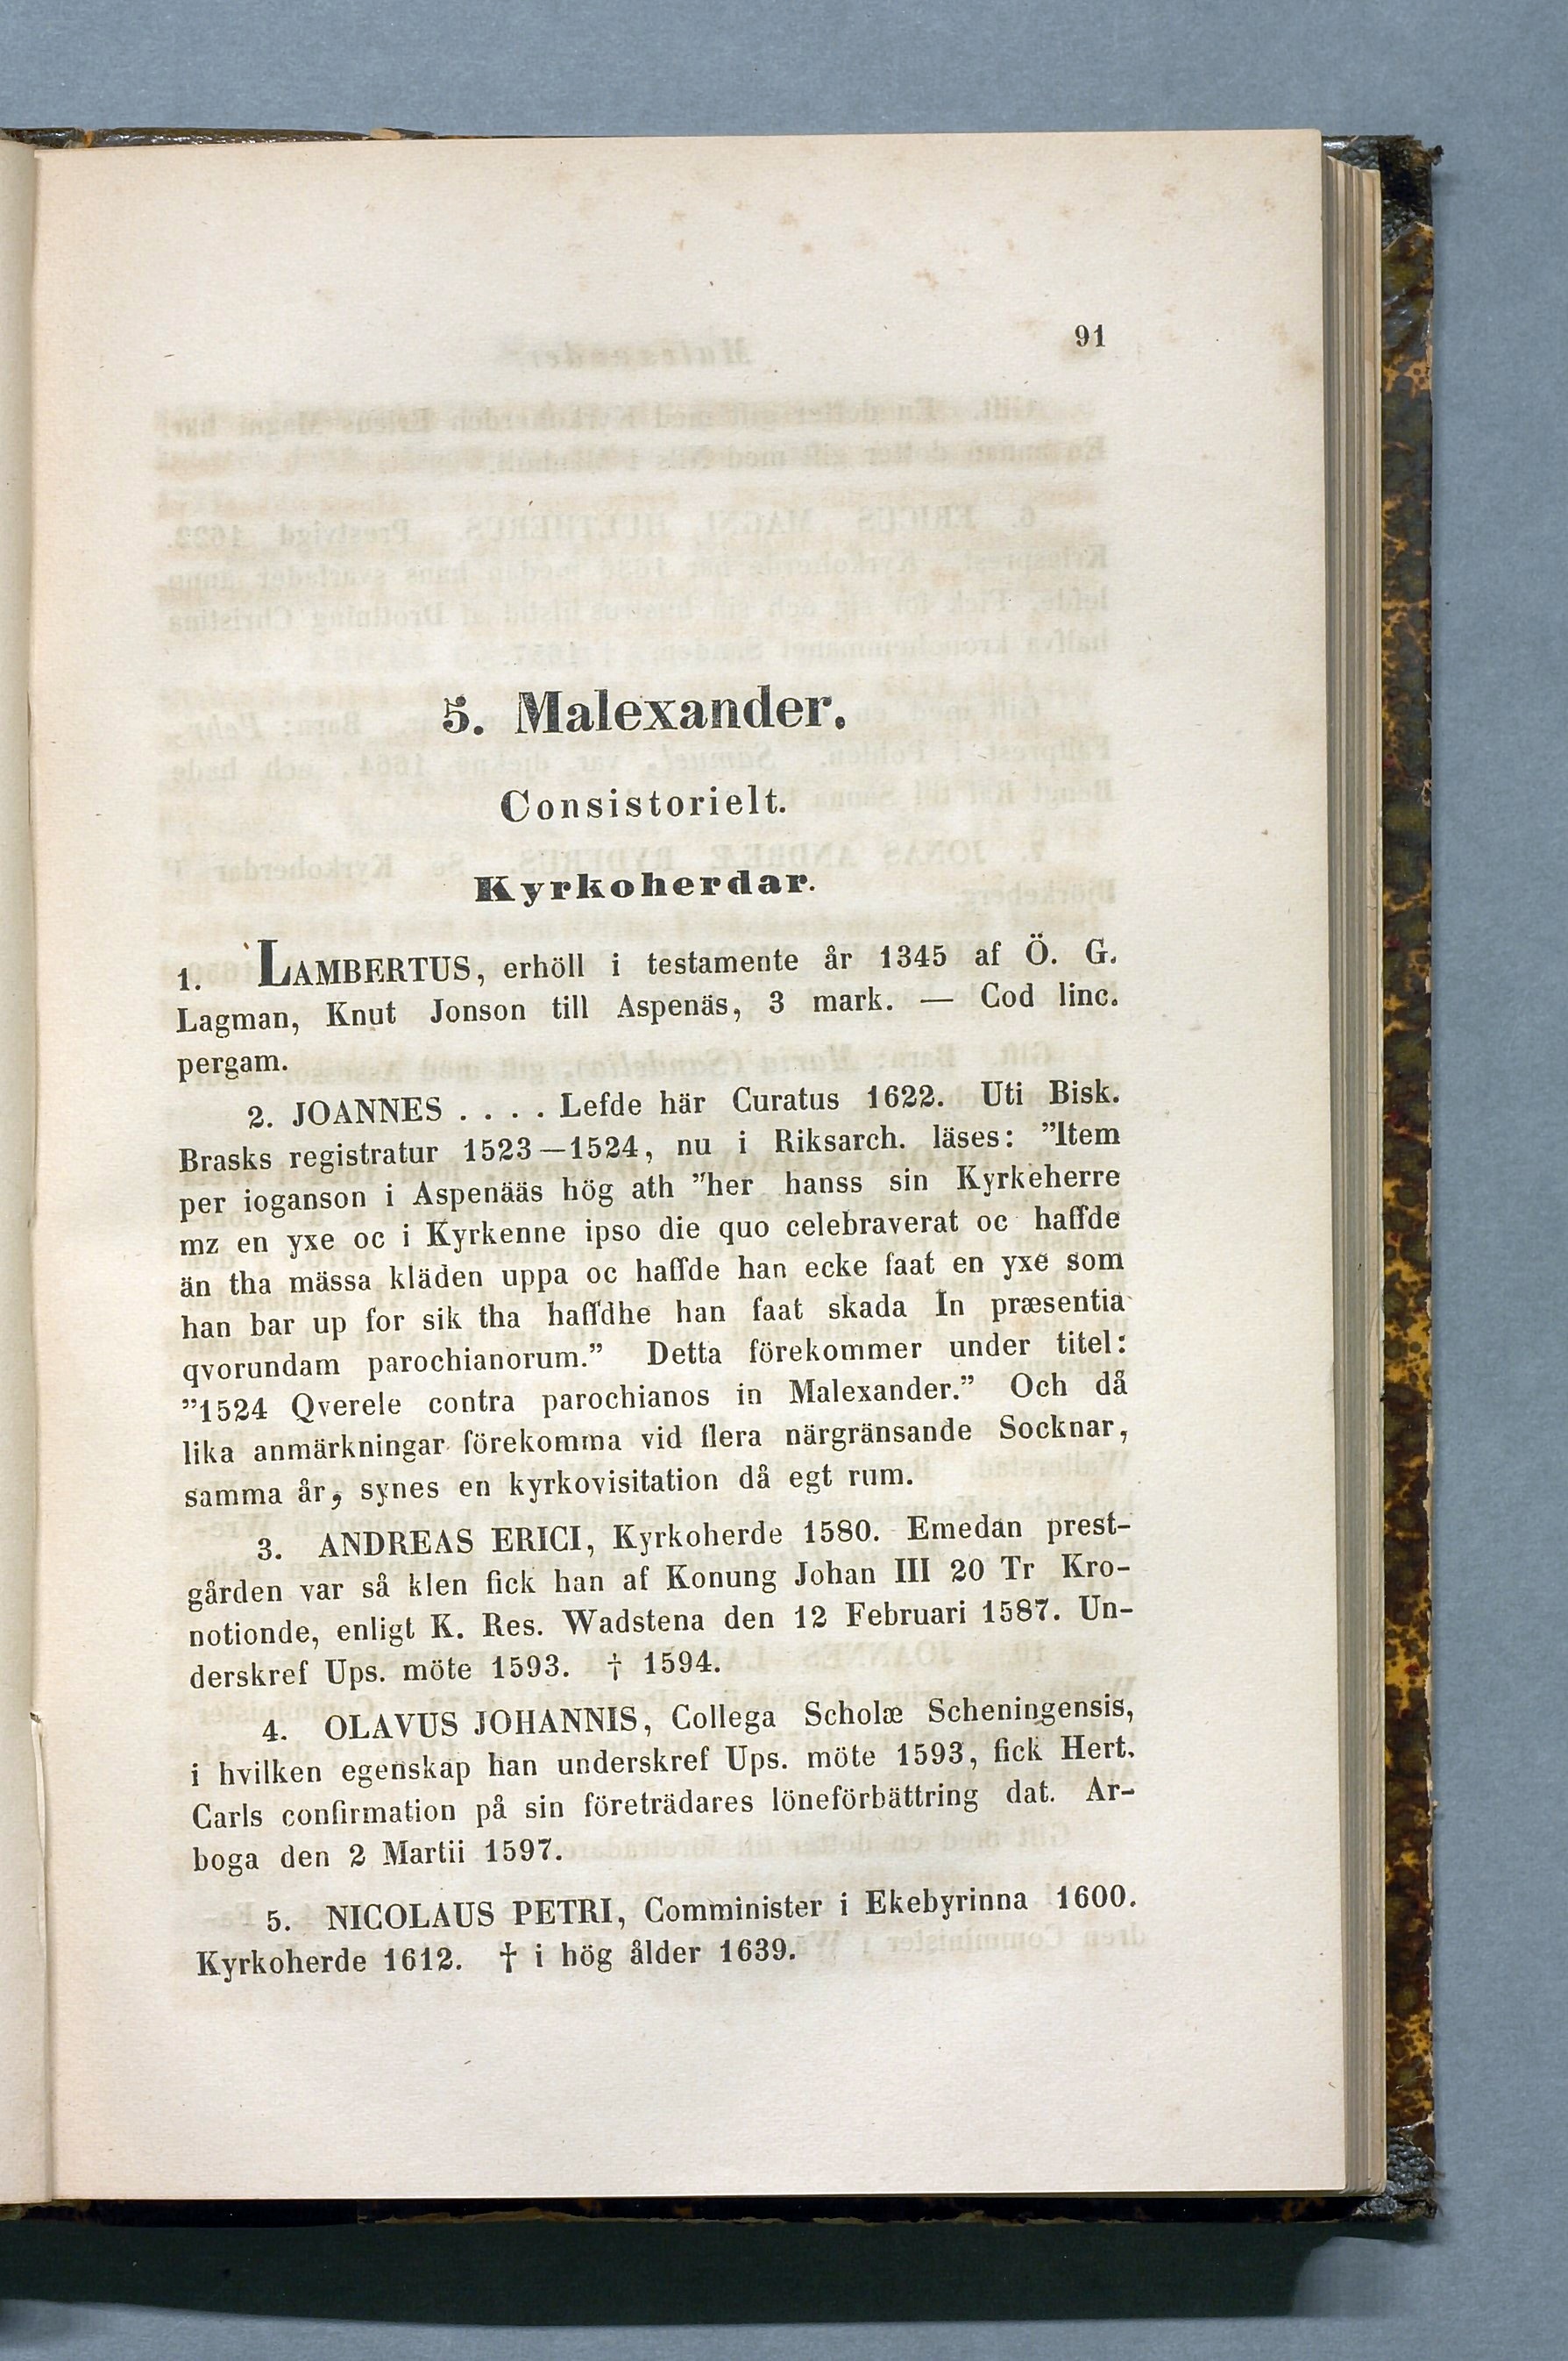 91
5. Malexander.
Consistorielt.
Kyrkoherdar.
1. LAMBERTUS, erhöll i testamente år 1345 af Ö. G.
Lagman, Knut Jonson till Aspenäs, 3 mark. — Cod linc.
pergam.
2. JOANNES . . . . Lefde här Curatus 1622. Uti Bisk.
Brasks registratur 1523—1524, nu i Riksarch. läses: ”Item
per ioganson i Aspenääs hög ath ”her hanss sin Kyrkeherre
mz en yxe oc i Kyrkenne ipso die quo celebraverat oc haffde
än tha mässa kläden uppa oc haffde han ecke faat en yxe som
han bar up for sik tha haffdhe han faat skada In præsentia
qvorundam parochianorum.” Detta förekommer under titel:
”1524 Qverele contra parochianos in Malexander.” Och då
lika anmärkningar förekomma vid flera närgränsande Socknar,
samma år, synes en kyrkovisitation då egt rum.
3. ANDREAS ERICI, Kyrkoherde 1580. Emedan prest-
gården var så klen fick han af Konung Johan III 20 Tr Kro-
notionde, enligt K. Res. Wadstena den 12 Februari 1587. Un-
derskref Ups. möte 1593. † 1594.
4. OLAVUS JOHANNIS, Collega Scholæ Scheningensis,
i hvilken egenskap han underskref Ups. möte 1593, fick Hert.
Carls confirmation på sin företrädares löneförbättring dat. Ar-
boga den 2 Martii 1597.
5. NICOLAUS PETRI, Comminister i Ekebyrinna 1600.
Kyrkoherde 1612. † i hög ålder 1639.